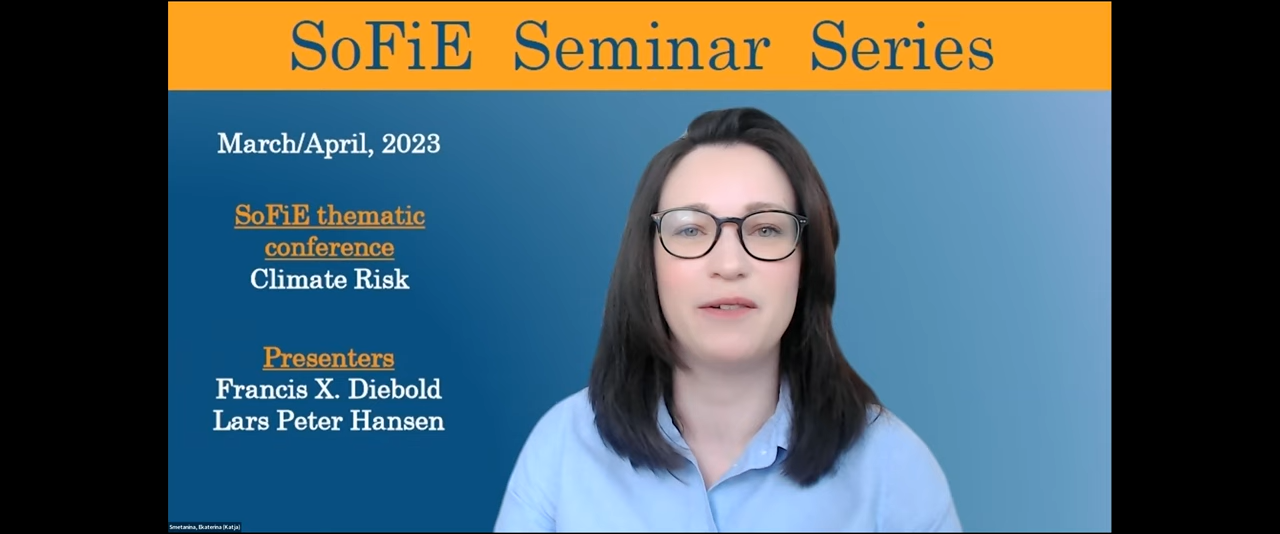 SoFiE Seminar Series
March/April, 2023
SoFiE thematic
conference
Climate Risk
Presenters
Francis X. Diebold
Lars Peter Hansen
Smetanina, Ekaterina (Katja)